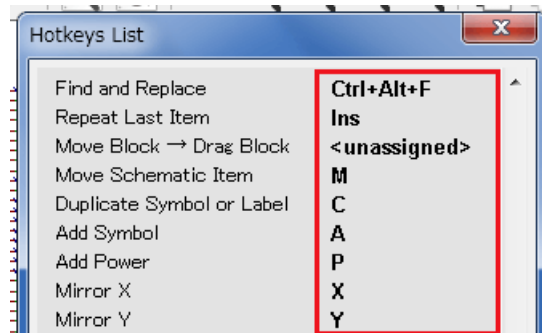 Hotkeys List
Find and Replace Ctrl+Alt+F
Repeat Last Item Ins
Move Block → Drag Block <unassigned>
Move Schematic Item M
Duplicate Symbol or Label C
Add Symbol A
Add Power P
Mirror X X
Mirror Y Y